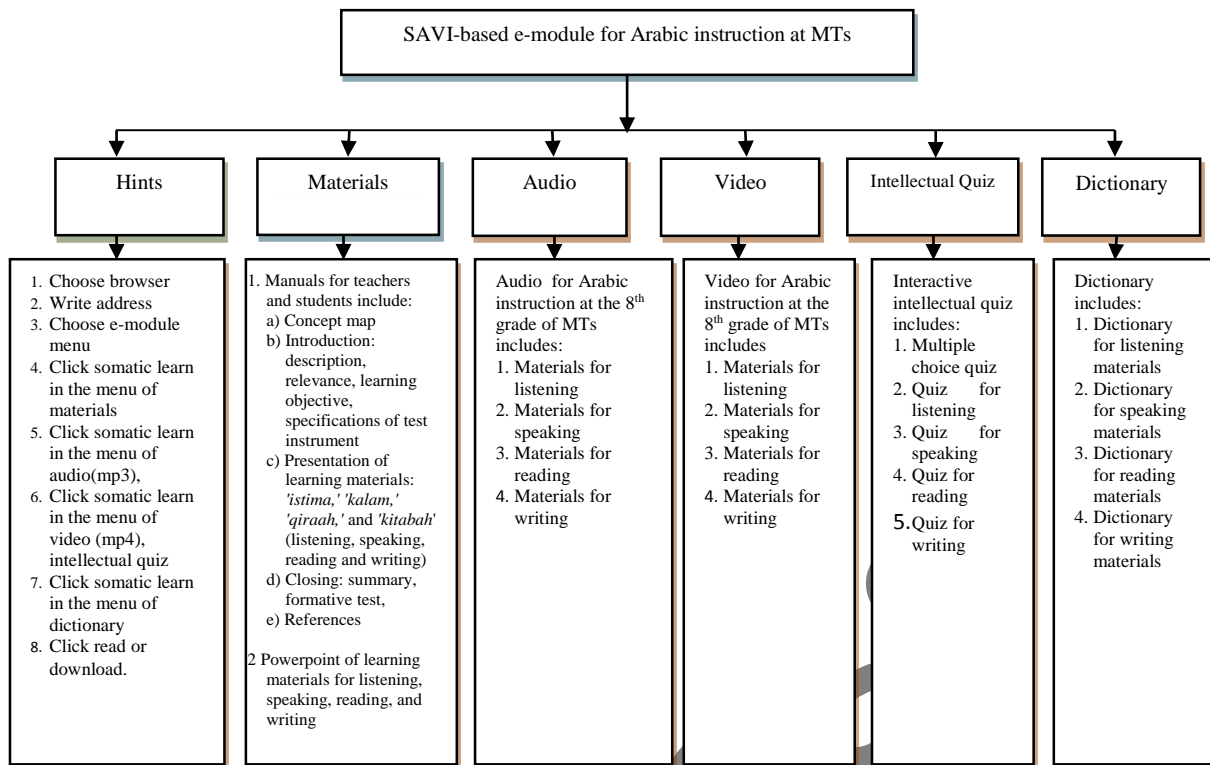 SAVI-based e-module for Arabic instruction at MTs
Hints
Materials
Audio
Video
Intellectual Quiz
Dictionary
1. Choose browser
2. Write address
3. Choose e-module
menu
4. Click somatic learn
in the menu of
materials
5. Click somatic learn
in the menu of
audio(mp3),
6. Click somatic learn
in the menu of
video (mp4),
intellectual quiz
7. Click somatic learn
in the menu of
dictionary
8. Click read or
download.
1. Manuals for teachers
and students include:
a) Concept map
b) Introduction:
description,
relevance, learning
objective,
specifications of test
instrument
c) Presentation of
learning materials:
'istima,' 'kalam,'
'qiraah,' and 'kitabah'
(listening, speaking,
reading and writing)
d) Closing: summary,
formative test,
e) References
2 Powerpoint of learning
materials for listening,
speaking, reading, and
writing
Audio for Arabic
instruction at the 8th
grade of MTs
includes:
1. Materials for
listening
2. Materials for
speaking
3. Materials for
reading
4. Materials for
writing
Video for Arabic
instruction at the
8th grade of MTs
includes
1. Materials for
listening
2. Materials for
speaking
3. Materials for
reading
4. Materials for
writing
Interactive
intellectual quiz
includes:
1. Multiple
choice quiz
2. Quiz for
listening
3. Quiz for
speaking
4. Quiz for
reading
5. Quiz for
writing
Dictionary
includes:
1. Dictionary
for listening
materials
2. Dictionary
for speaking
materials
3. Dictionary
for reading
materials
4. Dictionary
for writing
materials